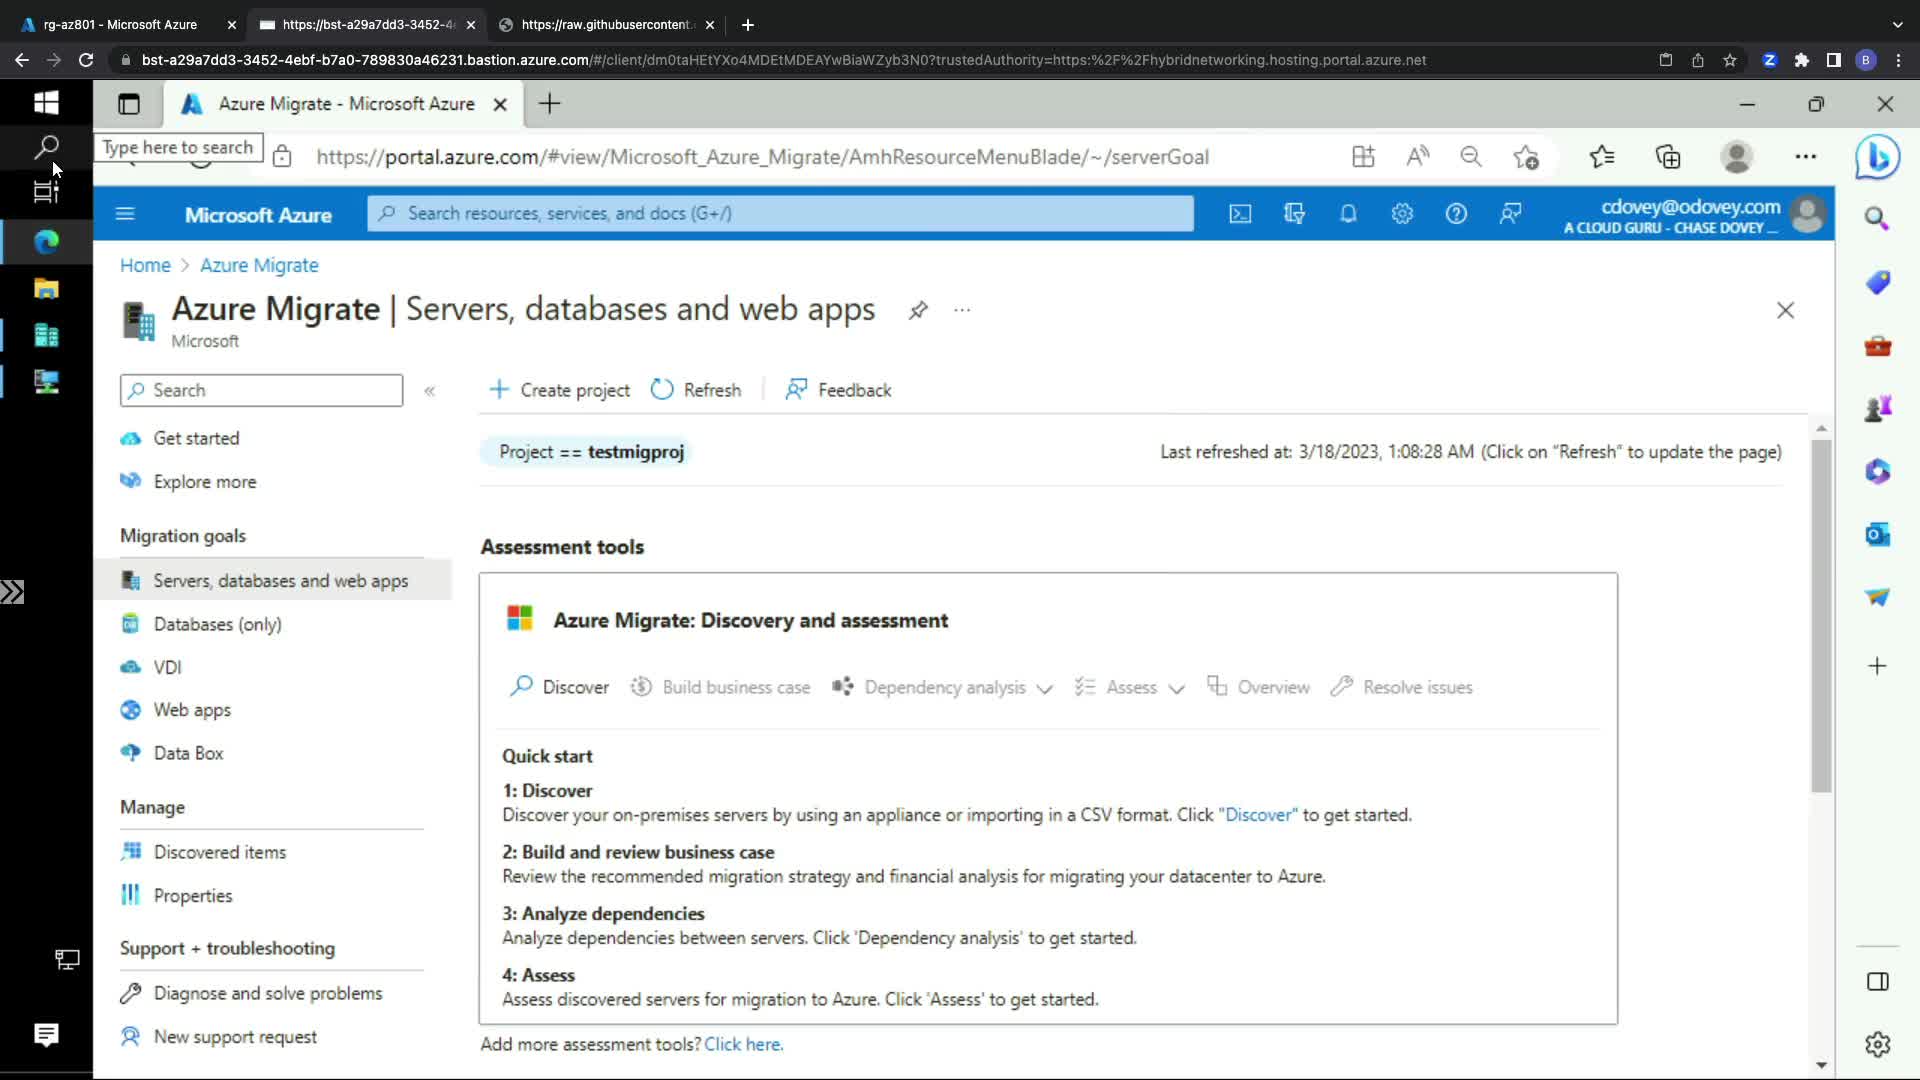 rg-az801 - Microsoft Azure
https://bst-a29a7dd3-3452-4e
https://raw.githubusercontent.
bst-a29a7dd3-3452-4ebf-b7a0-789830a46231.bastion.azure.com/#/client/dm0taHEtYXo4MDEtMDEAYwBiaWZyb3N0?trustedAuthority=https:%2F%2Fhybridnetworking.hosting.portal.azure.net
B
Azure Migrate - Microsoft Azure
Type here to search
https://portal.azure.com/#view/Microsoft_Azure_Migrate/AmhResourceMenuBlade/~/serverGoal
Microsoft Azure
Search resources, services, and docs (G+/)
cdovey@odovey.com
A CLOUD GURU - CHASE DOVEY ...
Home > Azure Migrate
Azure Migrate | Servers, databases and web apps
Microsoft
Search
Create project
Refresh
Feedback
Get started
Explore more
Project == testmigproj
Last refreshed at: 3/18/2023, 1:08:28 AM (Click on "Refresh" to update the page)
Migration goals
Servers, databases and web apps
Databases (only)
VDI
Web apps
Data Box
Manage
Discovered items
Properties
Support + troubleshooting
Diagnose and solve problems
New support request
Assessment tools
Azure Migrate: Discovery and assessment
Discover
Build business case
Dependency analysis
Assess
Overview
Resolve issues
Quick start
1: Discover
Discover your on-premises servers by using an appliance or importing in a CSV format. Click "Discover" to get started.
2: Build and review business case
Review the recommended migration strategy and financial analysis for migrating your datacenter to Azure.
3: Analyze dependencies
Analyze dependencies between servers. Click 'Dependency analysis' to get started.
4: Assess
Assess discovered servers for migration to Azure. Click 'Assess' to get started.
Add more assessment tools? Click here.